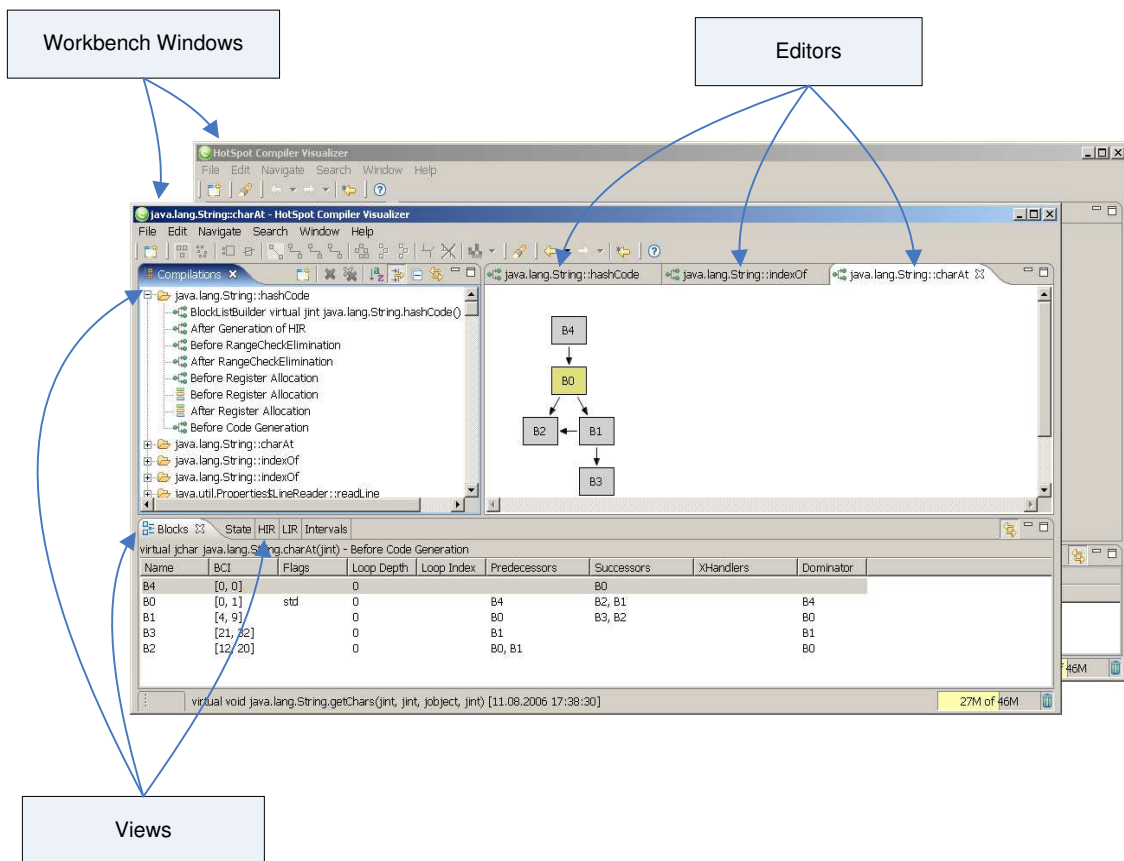 Workbench Windows
Editors
HotSpot Compiler Visualizer
File Edit Navigate Search Window Help
java.lang.String::charAt - HotSpot Compiler Visualizer
File Edit Navigate Search Window Help
Compilations
java.lang.String::hashCode
java.lang.String::indexOf
java.lang.String::charAt
java.lang.String::hashCode
BlockListBuilder virtual jint java.lang.String.hashCode()
After Generation of HIR
Before RangeCheckElimination
After RangeCheckElimination
Before Register Allocation
Before Register Allocation
After Register Allocation
Before Code Generation
java.lang.String::charAt
java.lang.String::indexOf
java.lang.String::indexOf
java.util.Properties$LineReader::readLine
B4
B0
B2 B1
B3
Blocks State HIR LIR Intervals
virtual jchar java.lang.String.charAt(jint) - Before Code Generation
Name BCI Flags Loop Depth Loop Index Predecessors Successors XHandlers Dominator
B4 [0, 0] 0 B0
B0 [0, 1] std 0 B4 B2, B1 B4
B1 [4, 9] 0 B0 B3, B2 B0
B3 [21, 32] 0 B1 B1
B2 [12, 20] 0 B0, B1 B0
virtual void java.lang.String.getChars(jint, jint, jobject, jint) [11.08.2006 17:38:30]
27M of 46M
46M
Views